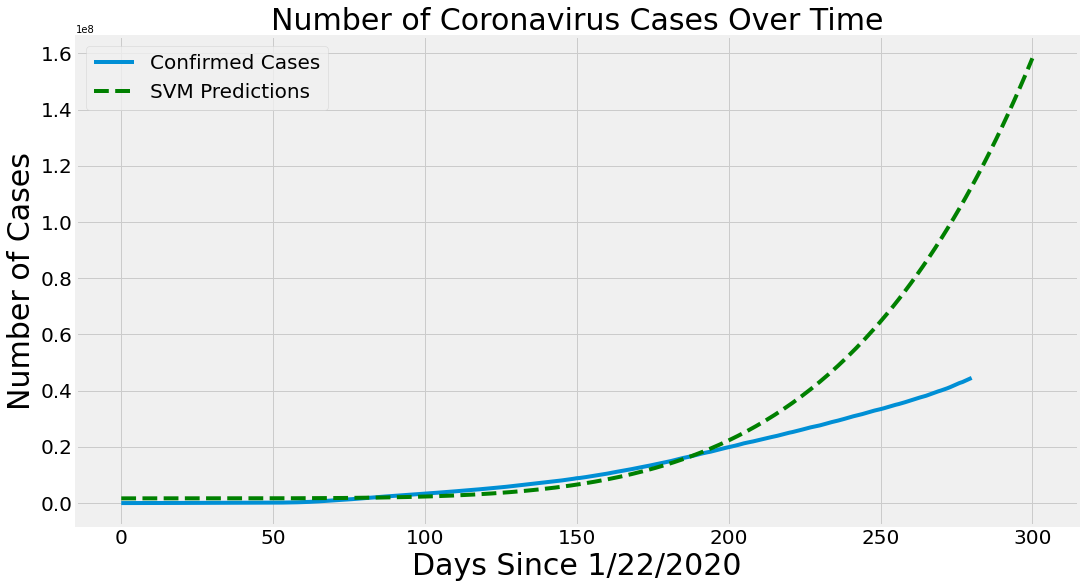 Number of Coronavirus Cases Over Time
1e8
Confirmed Cases
SVM Predictions
1.6
1.4
1.2
1.0
0.8
0.6
0.4
0.2
0.0
Number of Cases
0 50 100 150 200 250 300
Days Since 1/22/2020